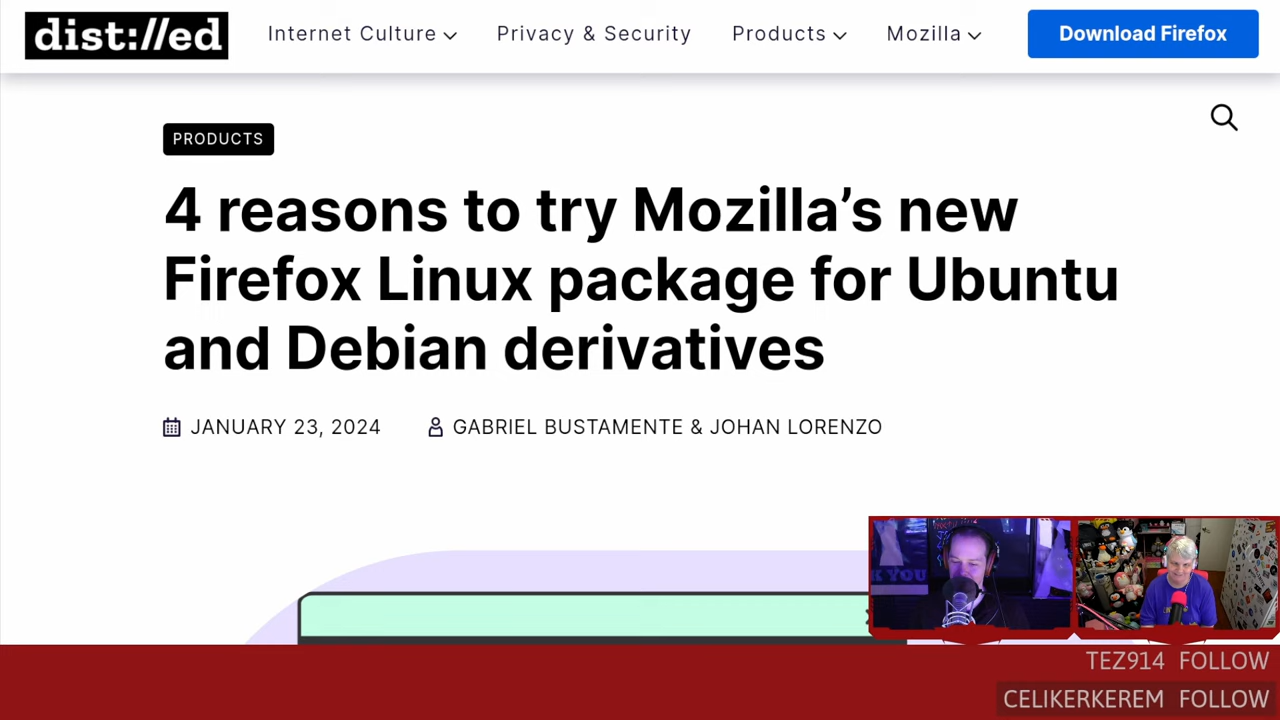 dist://ed
Internet Culture
Privacy & Security
Products
Mozilla
Download Firefox
PRODUCTS
4 reasons to try Mozilla’s new
Firefox Linux package for Ubuntu
and Debian derivatives
JANUARY 23, 2024
GABRIEL BUSTAMENTE & JOHAN LORENZO
TEZ914 FOLLOW
CELIKERKEREM FOLLOW